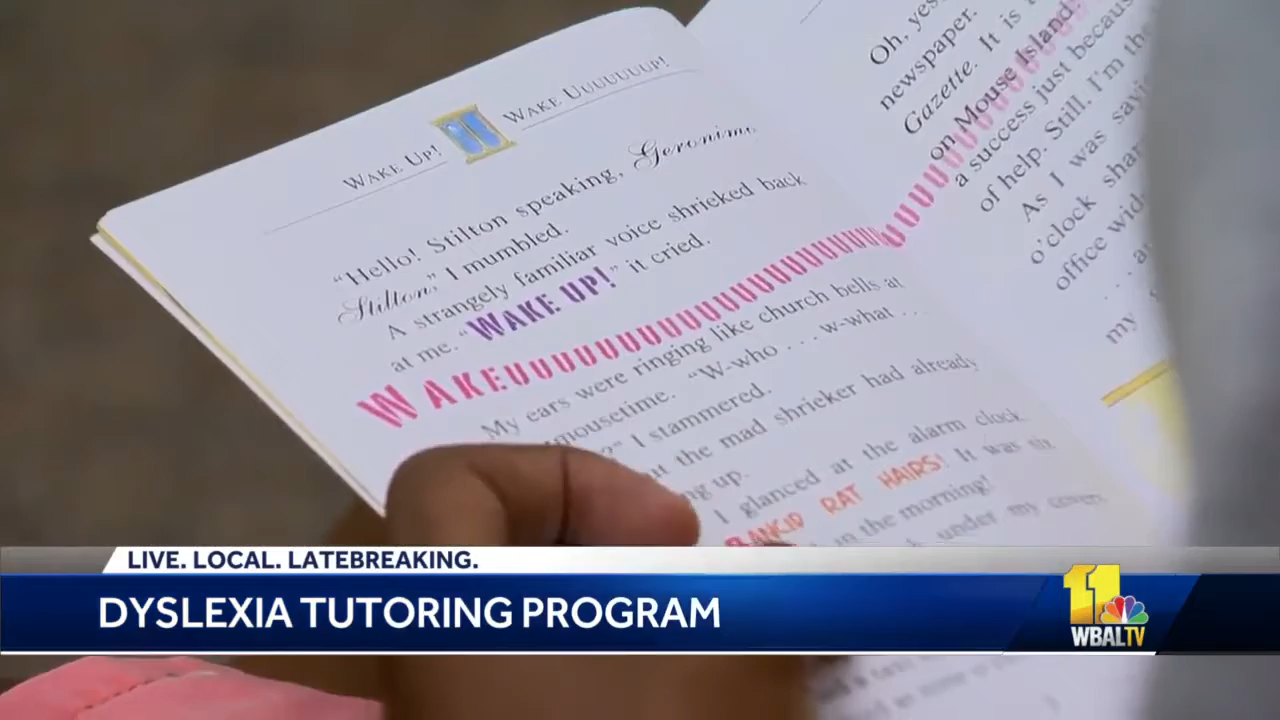 WAKE UP! WAKE UUUUUUP!
"Hello! Stilton speaking, Geronimo
Stilton," I mumbled.
A strangely familiar voice shrieked back
at me. "WAKE UP!" it cried.
WAKEUUUUUUUUUUUUUUUUUUUUUUUUU
My ears were ringing like church bells at
mousetime. "W-who . . . w-what . . .
?" I stammered.
the mad shrieker had already
up.
I glanced at the alarm clock.
RANCID RAT HAIRS! It was
in the morning!
under my covers
Oh, yes
newspaper.
Gazette. It is
on Mouse Island!
a success just because
of help. Still. I'm the
As I was
o'clock
office
my
LIVE. LOCAL. LATEBREAKING.
DYSLEXIA TUTORING PROGRAM
11
WBALTV